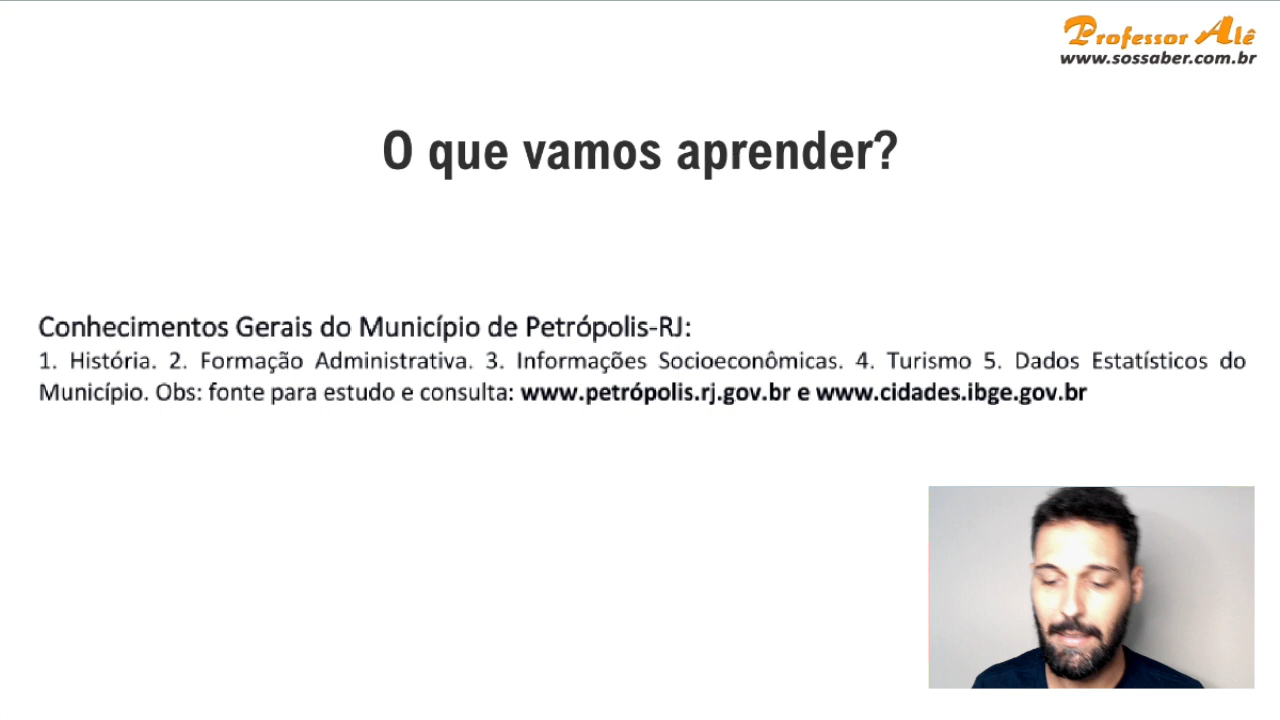 Professor Alê
www.sossaber.com.br
O que vamos aprender?
Conhecimentos Gerais do Município de Petrópolis-RJ:
1. História. 2. Formação Administrativa. 3. Informações Socioeconômicas. 4. Turismo 5. Dados Estatísticos do
Município. Obs: fonte para estudo e consulta: www.petrópolis.rj.gov.br e www.cidades.ibge.gov.br